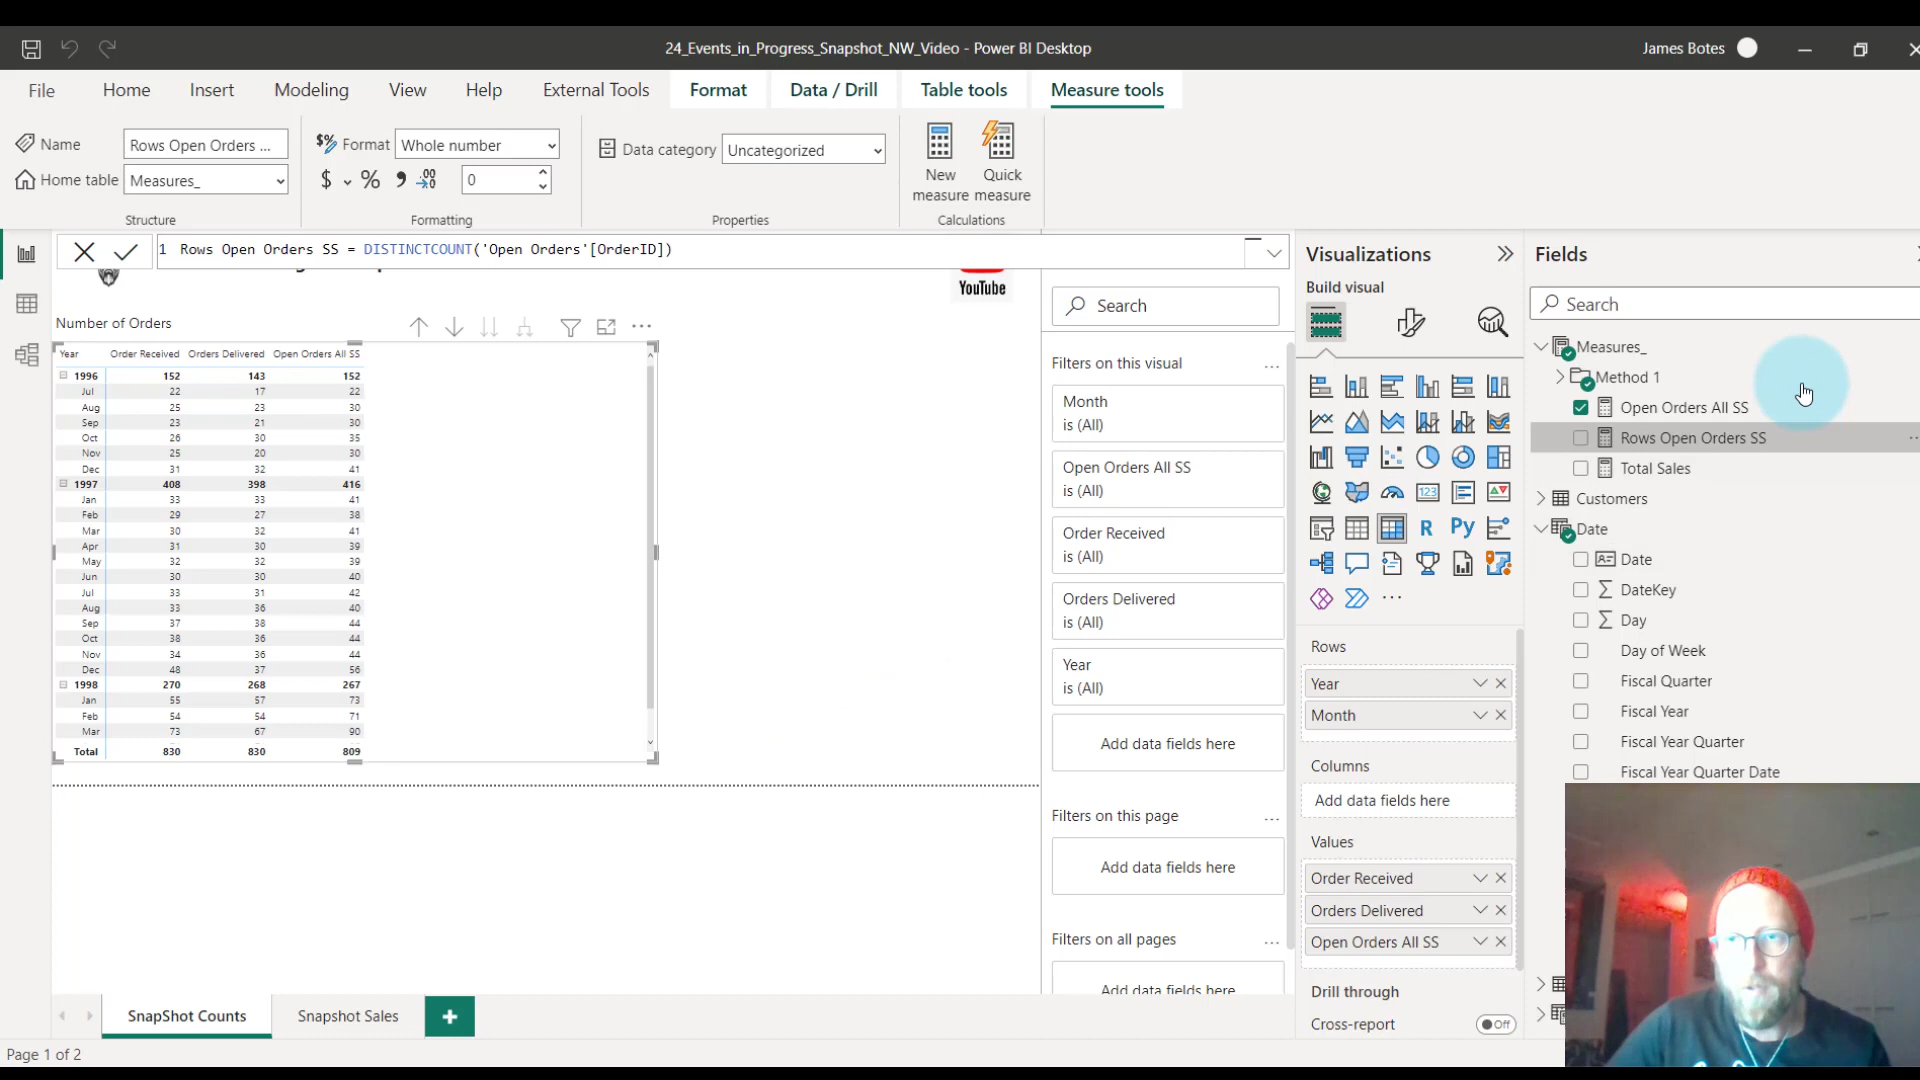 24_Events_in_Progress_Snapshot_NW_Video - Power BI Desktop
James Botes
File Home Insert Modeling View Help External Tools Format Data / Drill Table tools Measure tools
Name Rows Open Orders ...
Home table Measures_
Structure
Format Whole number
$ % , .00 0
Formatting
Data category Uncategorized
Properties
New measure
Quick measure
Calculations
1 Rows Open Orders SS = DISTINCTCOUNT('Open Orders'[OrderID])
YouTube
Number of Orders
Year Order Received Orders Delivered Open Orders All SS
1996 152 143 152
Jul 22 17 22
Aug 25 23 30
Sep 23 21 30
Oct 26 30 35
Nov 25 20 30
Dec 31 32 41
1997 408 398 416
Jan 33 33 41
Feb 29 27 38
Mar 30 32 41
Apr 31 30 39
May 32 32 39
Jun 30 30 40
Jul 33 31 42
Aug 33 36 40
Sep 37 38 44
Oct 38 36 44
Nov 34 36 44
Dec 48 37 56
1998 270 268 267
Jan 55 57 73
Feb 54 54 71
Mar 73 67 90
Total 830 830 809
Search
Filters on this visual ...
Month
is (All)
Open Orders All SS
is (All)
Order Received
is (All)
Orders Delivered
is (All)
Year
is (All)
Add data fields here
Filters on this page ...
Add data fields here
Filters on all pages ...
Add data fields here
Visualizations
Build visual
123
R Py
...
Rows
Year
Month
Columns
Add data fields here
Values
Order Received
Orders Delivered
Open Orders All SS
Drill through
Cross-report Off
Fields
Search
Measures_
Method 1
Open Orders All SS
Rows Open Orders SS
Total Sales
Customers
Date
Date
DateKey
Day
Day of Week
Fiscal Quarter
Fiscal Year
Fiscal Year Quarter
Fiscal Year Quarter Date
SnapShot Counts
Snapshot Sales
Page 1 of 2